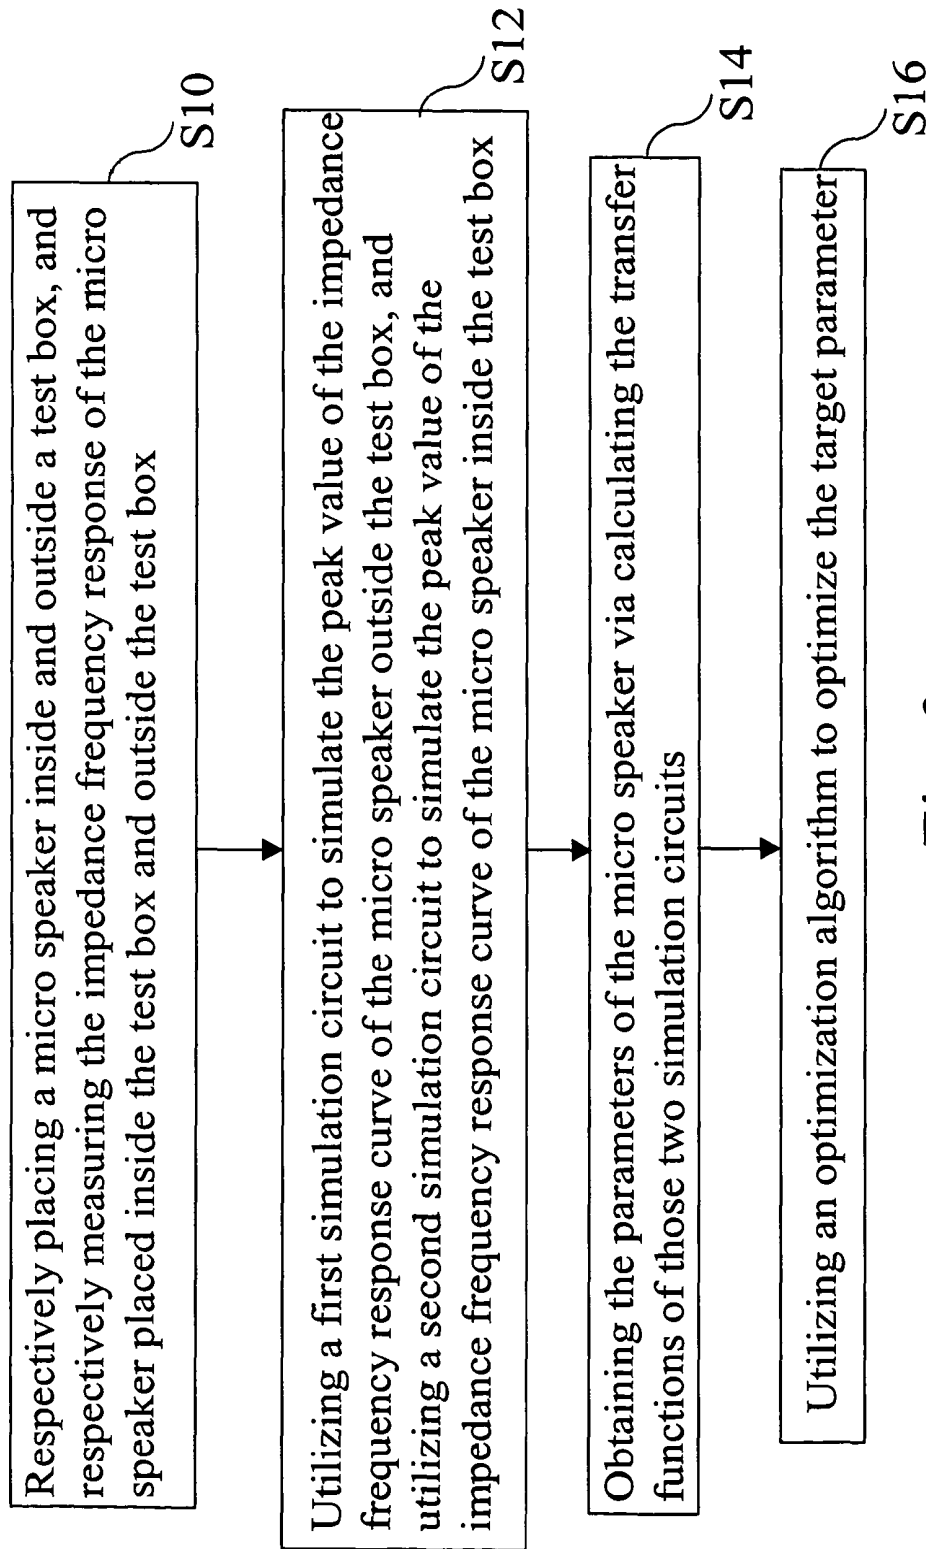 Respectively placing a micro speaker inside and outside a test box, and
respectively measuring the impedance frequency response of the micro
speaker placed inside the test box and outside the test box
S10
Utilizing a first simulation circuit to simulate the peak value of the impedance
frequency response curve of the micro speaker outside the test box, and
utilizing a second simulation circuit to simulate the peak value of the
impedance frequency response curve of the micro speaker inside the test box
S12
Obtaining the parameters of the micro speaker via calculating the transfer
functions of those two simulation circuits
S14
Utilizing an optimization algorithm to optimize the target parameter
S16